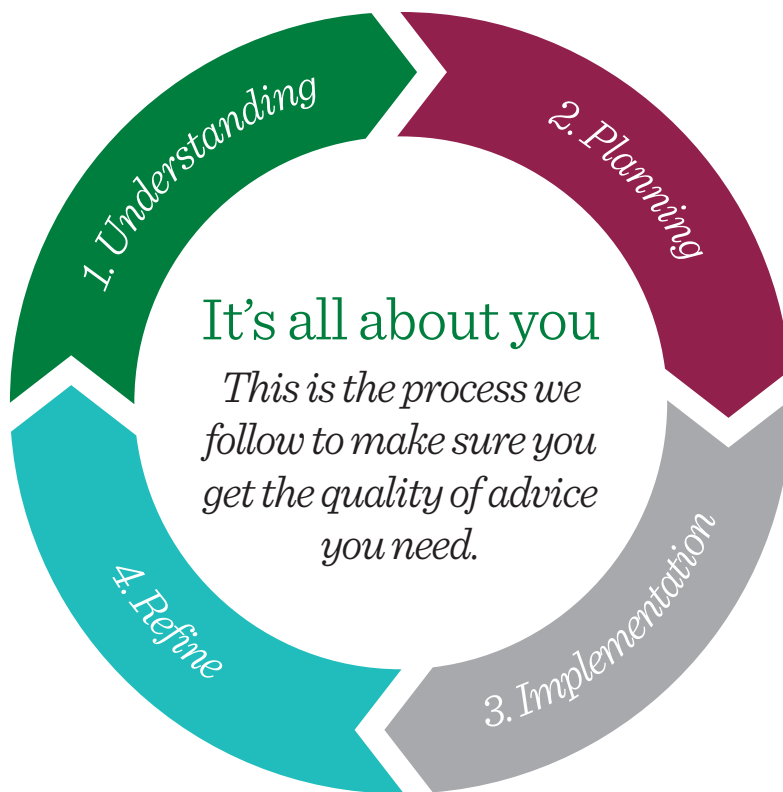 1. Understanding
2. Planning
It’s all about you
This is the process we
follow to make sure you
get the quality of advice
you need.
3. Implementation
4. Refine